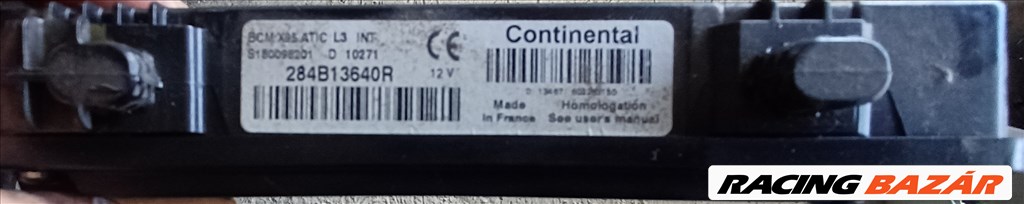 BCM X95 ATIC L3 INT
S180098201 D 10271
284B13640R
12 V
CE
Continental
Made
in France
Homologation
See user's manual
RACING BAZÁR